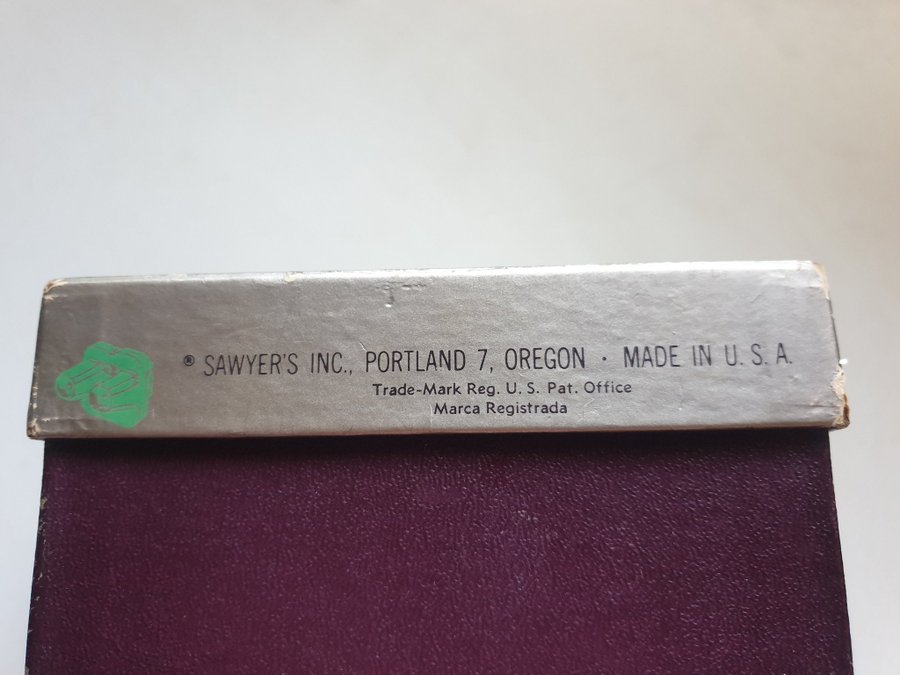 ® SAWYER'S INC., PORTLAND 7, OREGON · MADE IN U. S. A.
Trade-Mark Reg. U. S. Pat. Office
Marca Registrada